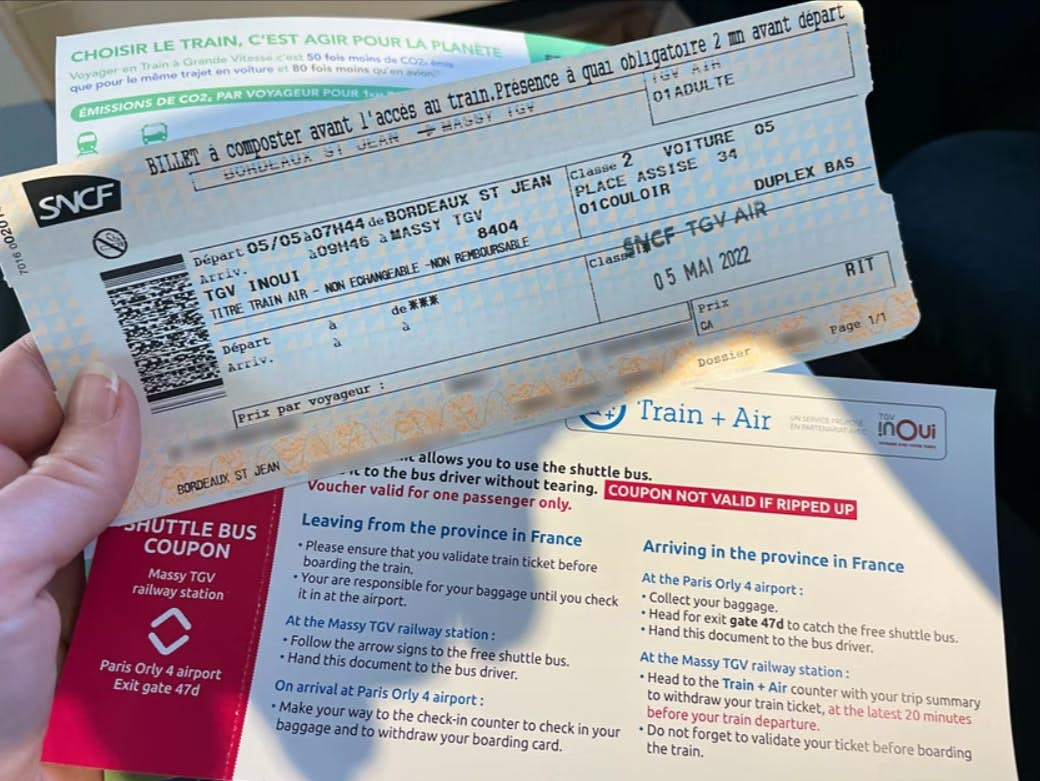 CHOISIR LE TRAIN, C'EST AGIR POUR LA PLANÈTE
Voyager en Train à Grande Vitesse c'est 50 fois moins de CO₂ émis
que pour le même trajet en voiture et 80 fois moins qu'en avion
ÉMISSIONS DE CO2, PAR VOYAGEUR POUR 1
BILLET à composter avant l'accès au train.Présence à quai obligatoire 2 mn avant départ
BORDEAUX ST JEAN → MASSY TGV
TGV AIR
01ADULTE
SNCF
Départ 05/05 à 07H44 de BORDEAUX ST JEAN
Arriv. à 09H46 à MASSY TGV
TGV INOUI 8404
TITRE TRAIN AIR - NON ECHANGEABLE -NON REMBOURSABLE
Classe 2 VOITURE 05
PLACE ASSISE 34
01COULOIR DUPLEX BAS
Départ à de ***
Arriv. à à
Classe
SNCF TGV AIR
05 MAI 2022
Prix par voyageur :
Prix RIT
CA
Dossier Page 1/1
BORDEAUX ST JEAN
Train + Air
UN SERVICE PROPOSÉ
EN PARTENARIAT AVEC
TGV
inOui
allows you to use the shuttle bus.
it to the bus driver without tearing. COUPON NOT VALID IF RIPPED UP
Voucher valid for one passenger only.
SHUTTLE BUS
COUPON
Massy TGV
railway station
Paris Orly 4 airport
Exit gate 47d
Leaving from the province in France
• Please ensure that you validate train ticket before
boarding the train.
• Your are responsible for your baggage until you check
it in at the airport.
At the Massy TGV railway station :
• Follow the arrow signs to the free shuttle bus.
• Hand this document to the bus driver.
On arrival at Paris Orly 4 airport :
• Make your way to the check-in counter to check in your
baggage and to withdraw your boarding card.
Arriving in the province in France
At the Paris Orly 4 airport :
• Collect your baggage.
• Head for exit gate 47d to catch the free shuttle bus.
• Hand this document to the bus driver.
At the Massy TGV railway station :
• Head to the Train + Air counter with your trip summary
to withdraw your train ticket, at the latest 20 minutes
before your train departure.
• Do not forget to validate your ticket before boarding
the train.